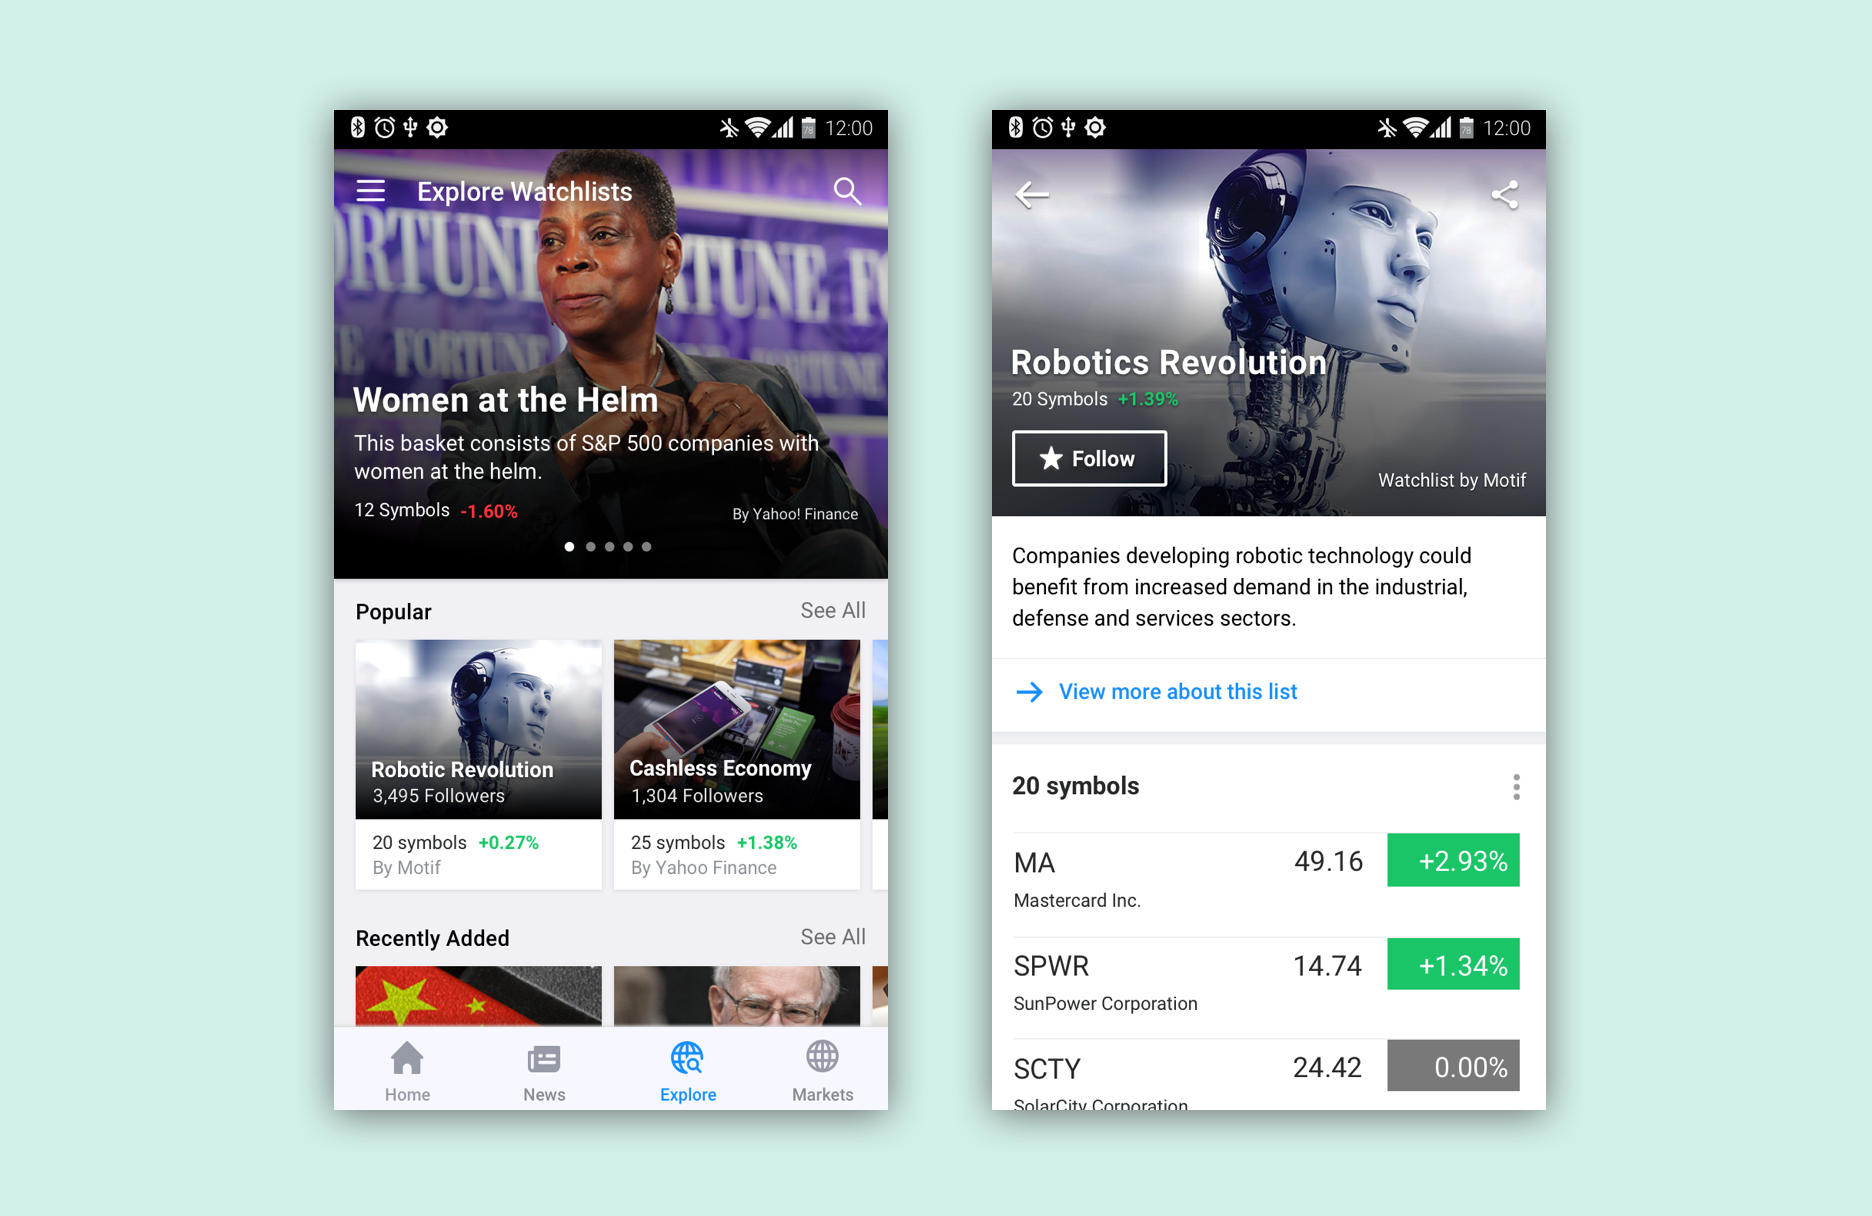 12:00
Explore Watchlists
FORTUNE
FORTUNE
Women at the Helm
This basket consists of S&P 500 companies with
women at the helm.
12 Symbols -1.60%
By Yahoo! Finance
Popular
See All
Robotic Revolution
3,495 Followers
20 symbols +0.27%
By Motif
Cashless Economy
1,304 Followers
25 symbols +1.38%
By Yahoo Finance
Recently Added
See All
Home
News
Explore
Markets
78
12:00
Robotics Revolution
20 Symbols +1.39%
Follow
Watchlist by Motif
Companies developing robotic technology could
benefit from increased demand in the industrial,
defense and services sectors.
View more about this list
20 symbols
MA 49.16 +2.93%
Mastercard Inc.
SPWR 14.74 +1.34%
SunPower Corporation
SCTY 24.42 0.00%
SolarCity Corporation